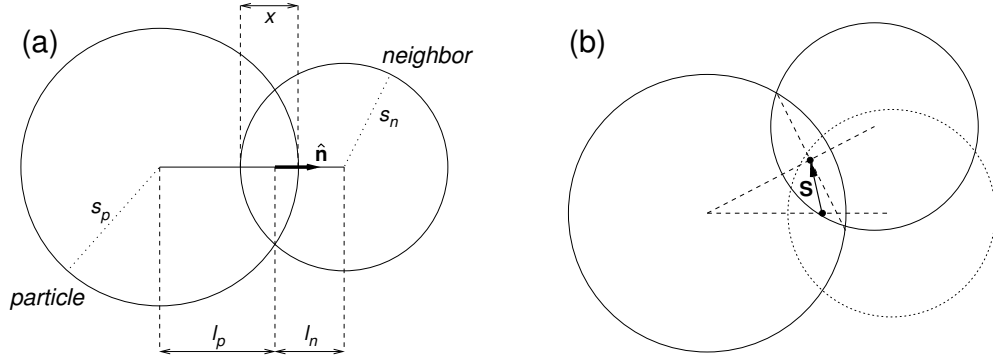 (a)
x
neighbor
s_n
n̂
s_p
particle
l_p
l_n
(b)
S